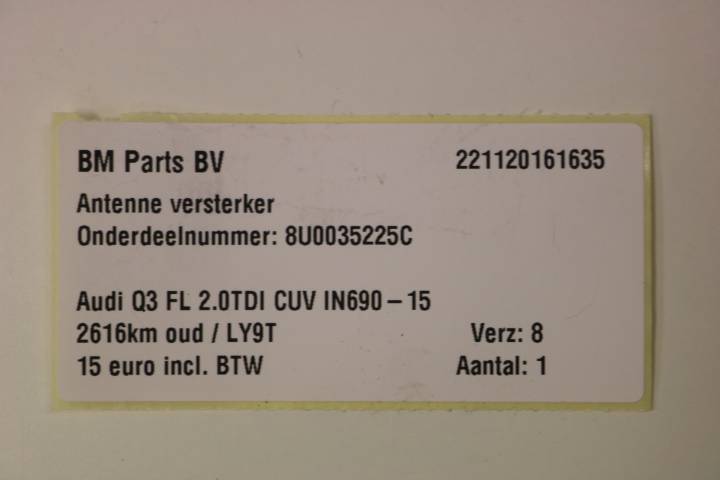 BM Parts BV 221120161635
Antenne versterker
Onderdeelnummer: 8U0035225C
Audi Q3 FL 2.0TDI CUV IN690-15
2616km oud / LY9T Verz: 8
15 euro incl. BTW Aantal: 1